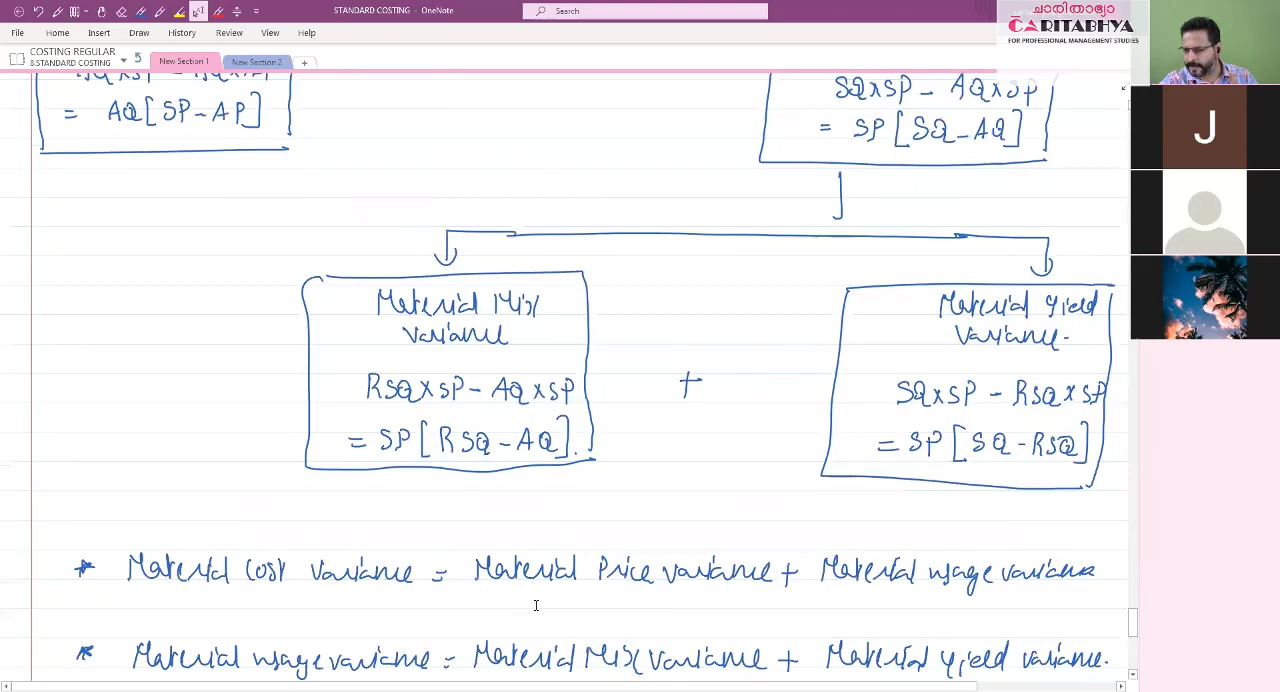 STANDARD COSTING - OneNote
Search
ചാരിതാഭ്യാ
CARITABHYA
FOR PROFESSIONAL MANAGEMENT STUDIES
File Home Insert Draw History Review View Help
COSTING REGULAR
8.STANDARD COSTING
5
New Section 1
New Section 2
= AQ [SP - AP]
SQ x SP - AQ x SP
= SP [SQ - AQ]
Material Mix
variance
RSQ x SP - AQ x SP
= SP [RSQ - AQ].
+
Material yield
variance.
SQ x SP - RSQ x SP
= SP [SQ - RSQ]
* Material Cost variance = Material Price variance + Material usage variance
* Material usage variance = Material Mix variance + Material yield variance.
J